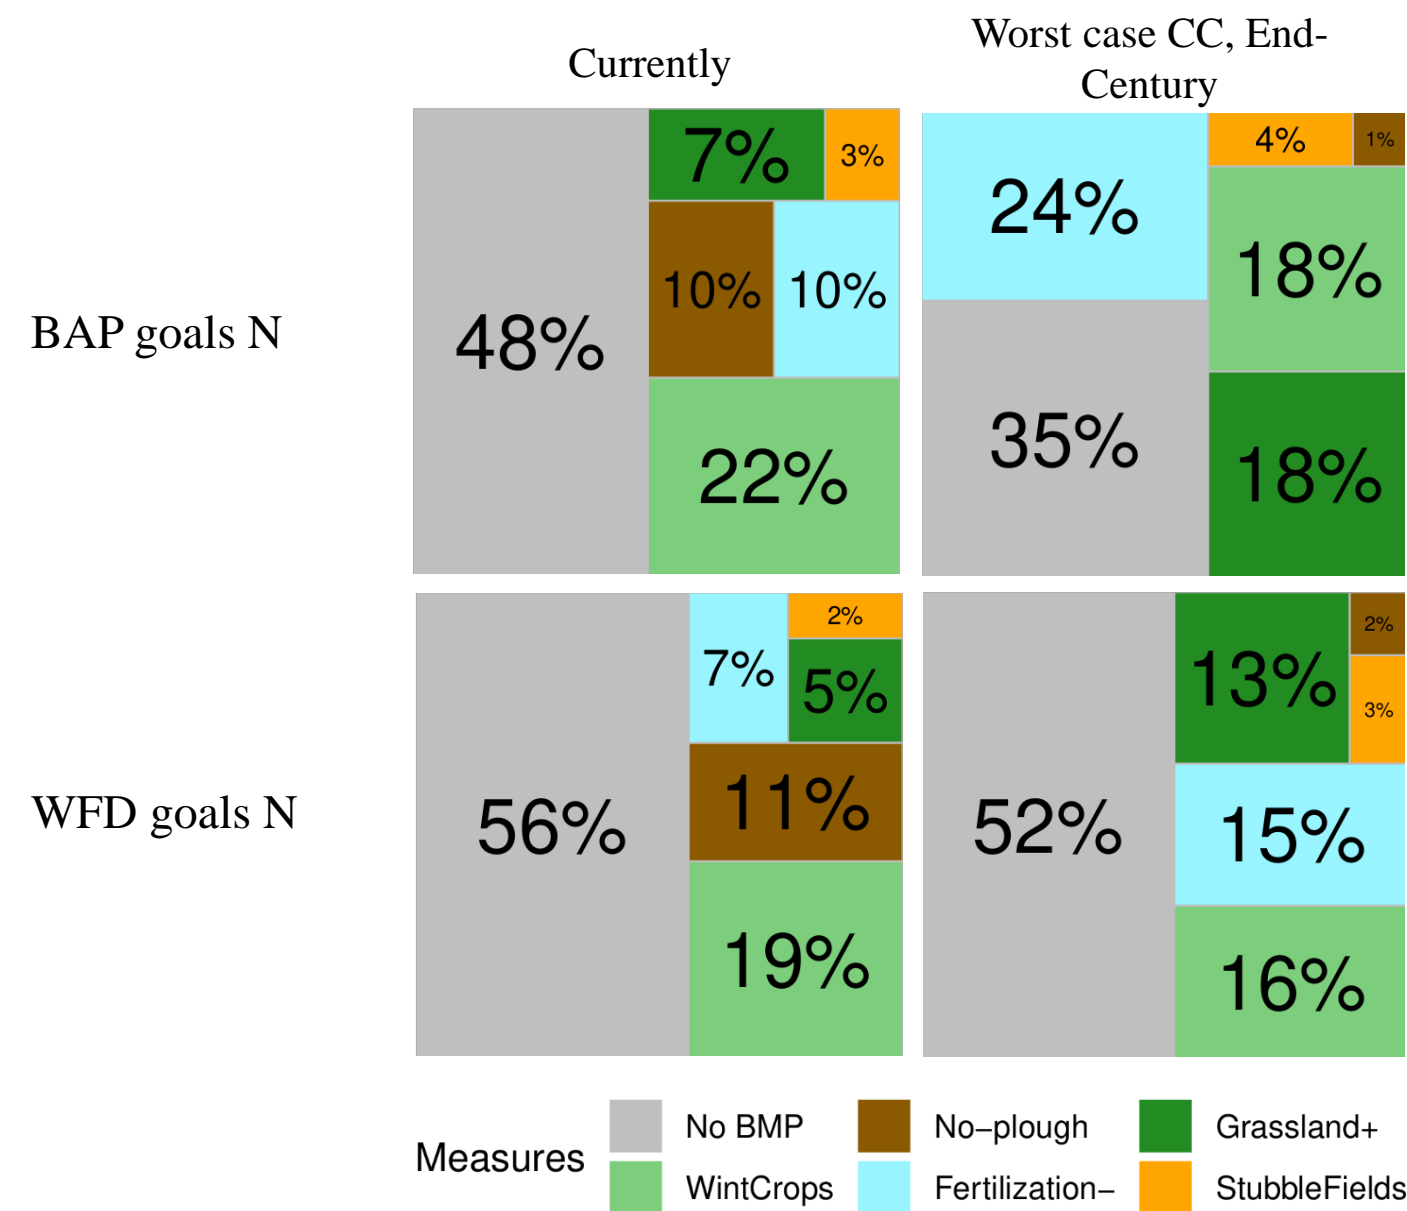 Currently
Worst case CC, End-
Century
BAP goals N
48%
7%
3%
10%
10%
22%
24%
4%
1%
18%
35%
18%
WFD goals N
56%
7%
2%
5%
11%
19%
52%
13%
2%
3%
15%
16%
Measures
No BMP
No−plough
Grassland+
WintCrops
Fertilization−
StubbleFields